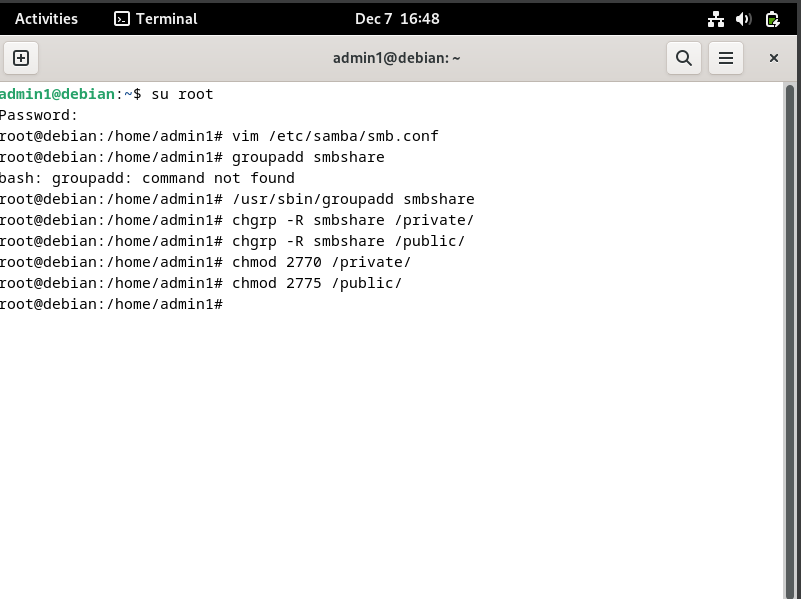 Activities Terminal Dec 7 16:48
admin1@debian: ~
admin1@debian:~$ su root
Password:
root@debian:/home/admin1# vim /etc/samba/smb.conf
root@debian:/home/admin1# groupadd smbshare
bash: groupadd: command not found
root@debian:/home/admin1# /usr/sbin/groupadd smbshare
root@debian:/home/admin1# chgrp -R smbshare /private/
root@debian:/home/admin1# chgrp -R smbshare /public/
root@debian:/home/admin1# chmod 2770 /private/
root@debian:/home/admin1# chmod 2775 /public/
root@debian:/home/admin1#